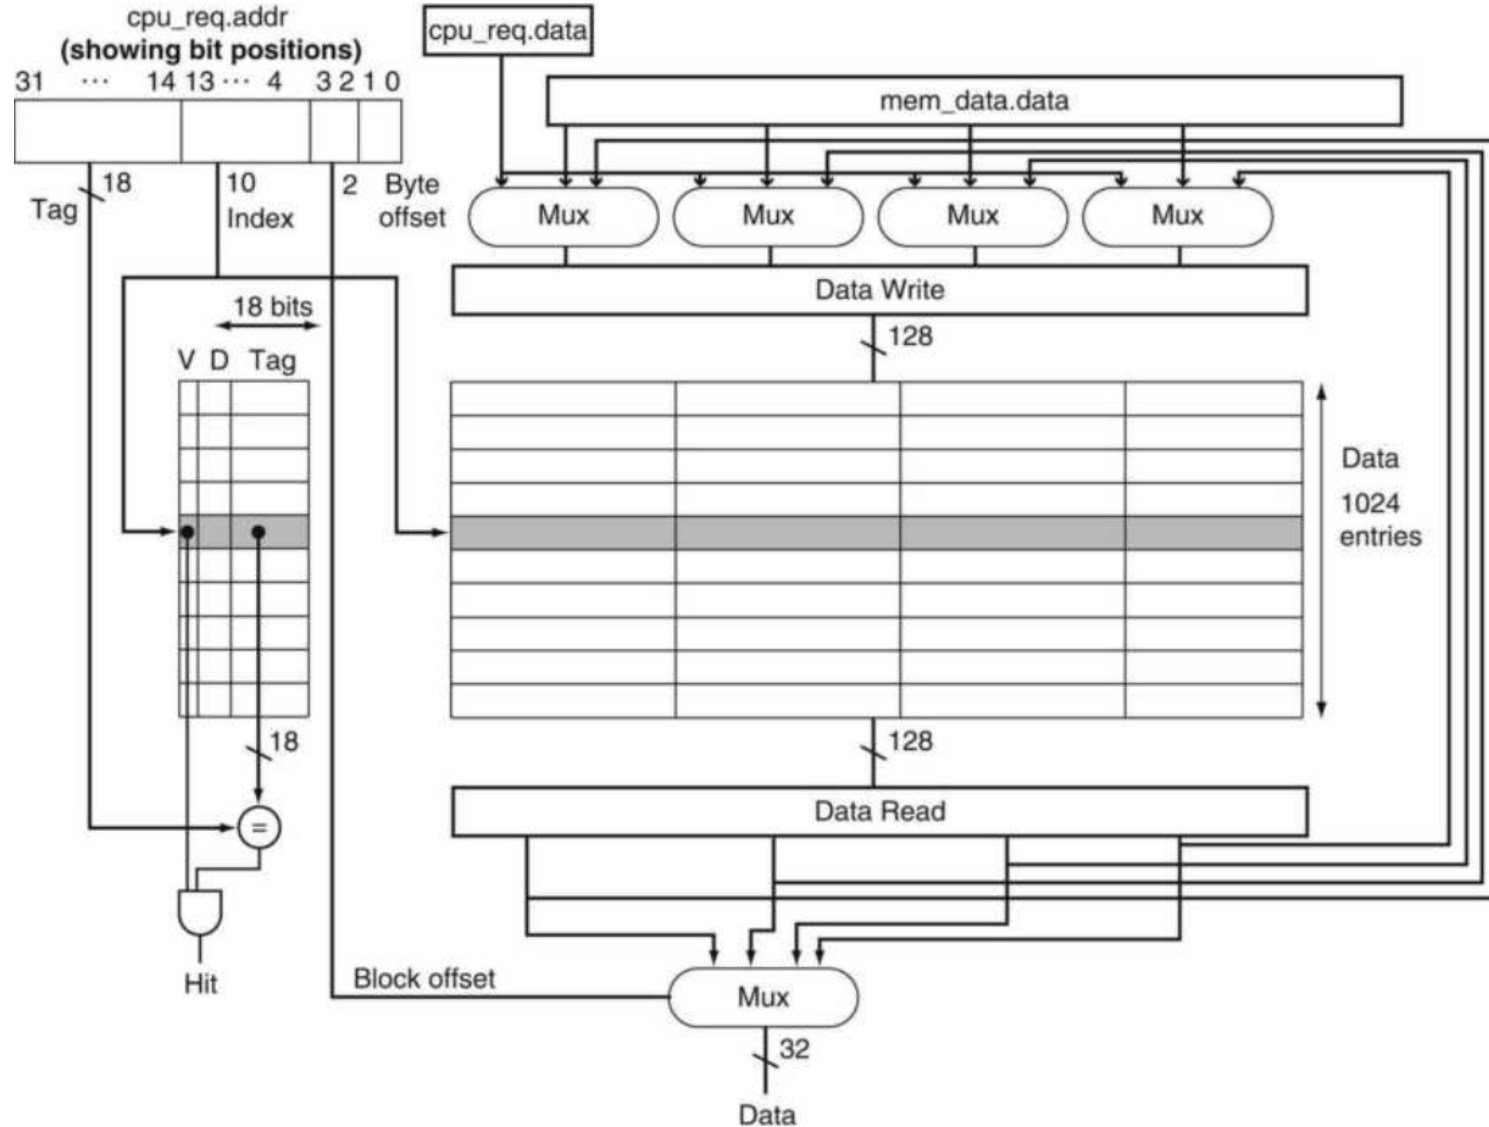 cpu_req.addr
(showing bit positions)
31 ... 14 13 ... 4 3 2 1 0
cpu_req.data
mem_data.data
18
Tag
10
Index
2
Byte
offset
Mux Mux Mux Mux
Data Write
128
18 bits
V D Tag
Data
1024
entries
18
128
=
Data Read
Hit
Block offset
Mux
32
Data